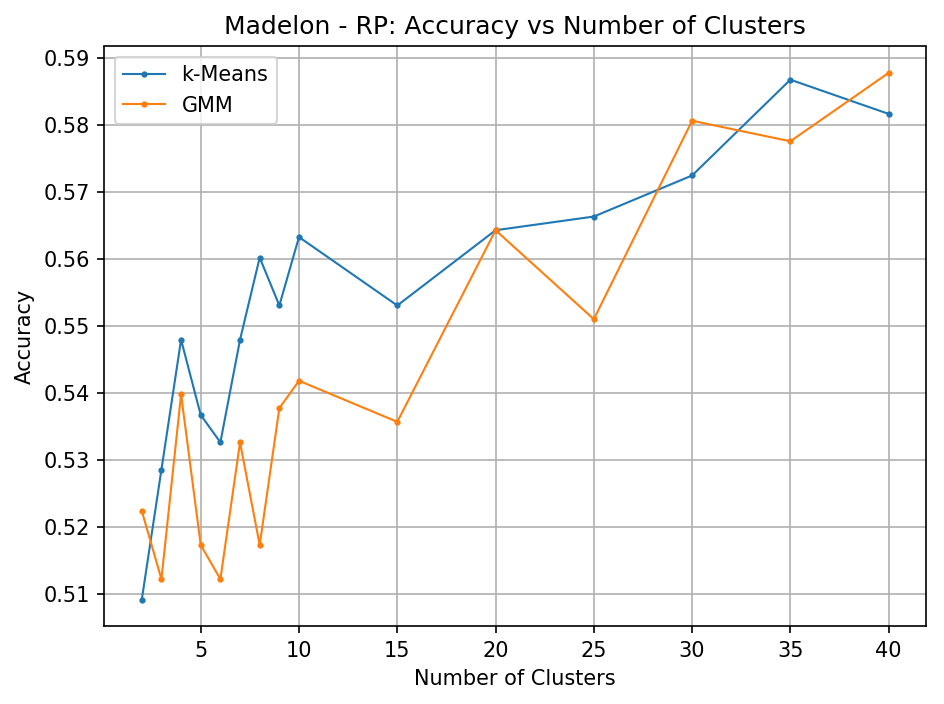 Madelon - RP: Accuracy vs Number of Clusters
k-Means
GMM
Accuracy
0.59
0.58
0.57
0.56
0.55
0.54
0.53
0.52
0.51
5 10 15 20 25 30 35 40
Number of Clusters